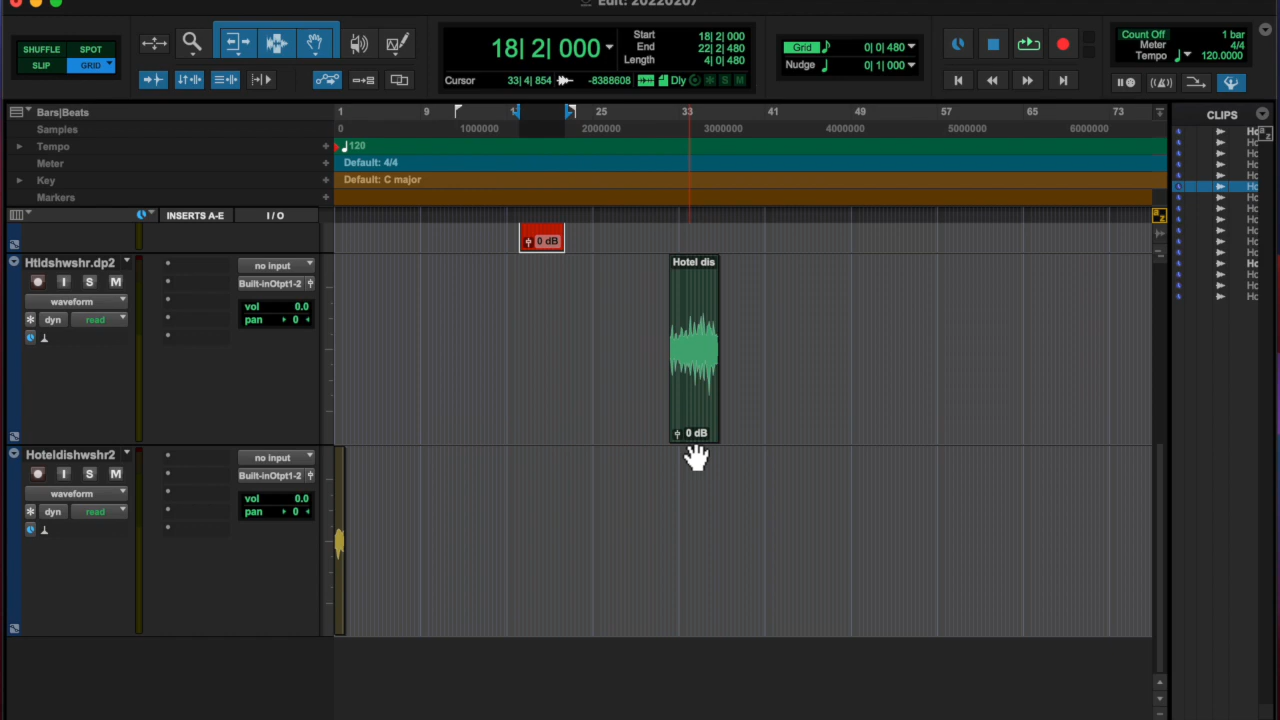 Edit: 20220207
SHUFFLE SPOT
SLIP GRID
18| 2| 000
Start 18| 2| 000
End 22| 2| 480
Length 4| 0| 480
Cursor 33| 4| 854 -8388608 Dly S M
Grid 0| 0| 480
Nudge 0| 1| 000
Count Off 1 bar
Meter 4/4
Tempo 120.0000
Bars|Beats 1 9 25 33 41 49 57 65 73
Samples 0 1000000 2000000 3000000 4000000 5000000 6000000
Tempo 120
Meter Default: 4/4
Key Default: C major
Markers
INSERTS A-E I / O
CLIPS
0 dB
Htldshwshr.dp2 no input
I S M Built-inOtpt1-2
waveform vol 0.0
dyn read pan 0
Hotel dis
0 dB
Hoteldishwshr2 no input
I S M Built-inOtpt1-2
waveform vol 0.0
dyn read pan 0